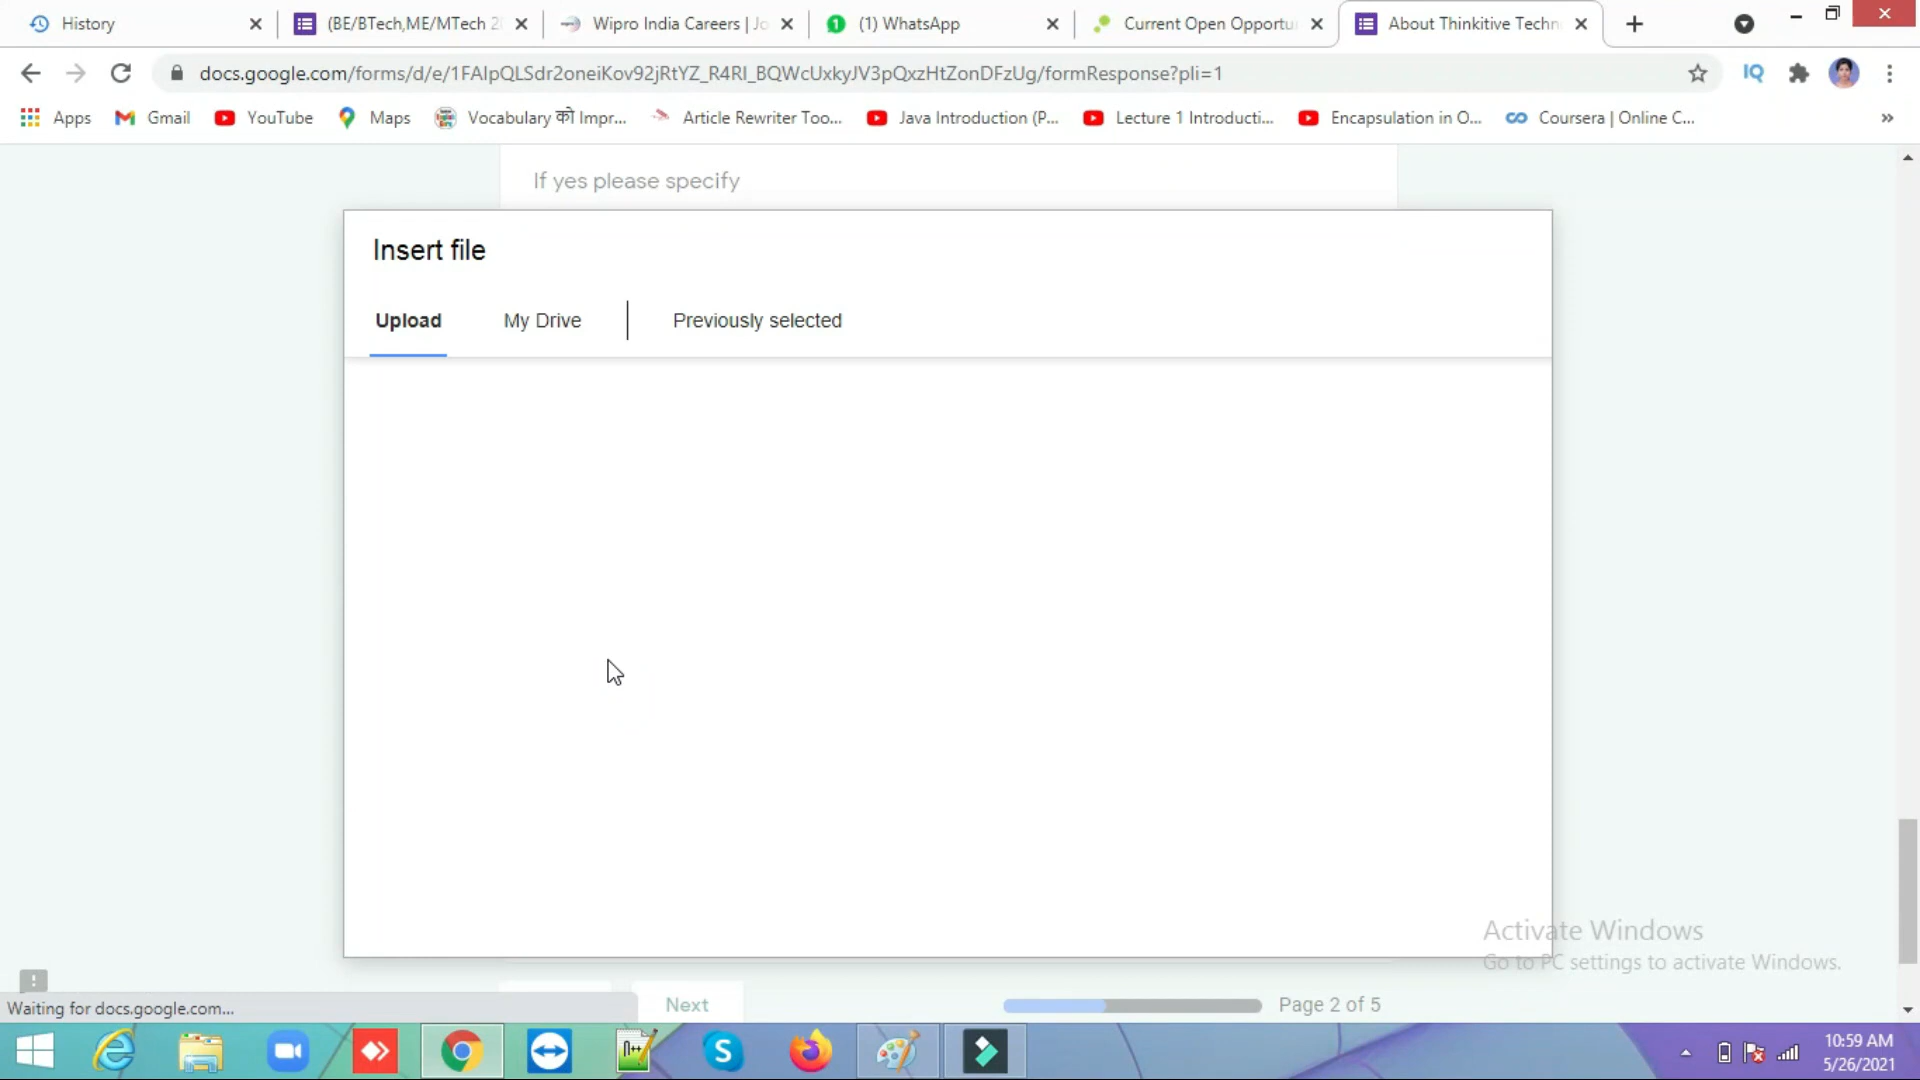 History
(BE/BTech,ME/MTech 2
Wipro India Careers | Jo
(1) WhatsApp
Current Open Opportu
About Thinkitive Techn
docs.google.com/forms/d/e/1FAIpQLSdr2oneiKov92jRtYZ_R4RI_BQWcUxkyJV3pQxzHtZonDFzUg/formResponse?pli=1
IQ
Apps
Gmail
YouTube
Maps
Vocabulary को Impr...
Article Rewriter Too...
Java Introduction (P...
Lecture 1 Introducti...
Encapsulation in O...
Coursera | Online C...
If yes please specify
Insert file
Upload
My Drive
Previously selected
Activate Windows
Go to PC settings to activate Windows.
Waiting for docs.google.com...
Next
Page 2 of 5
10:59 AM
5/26/2021